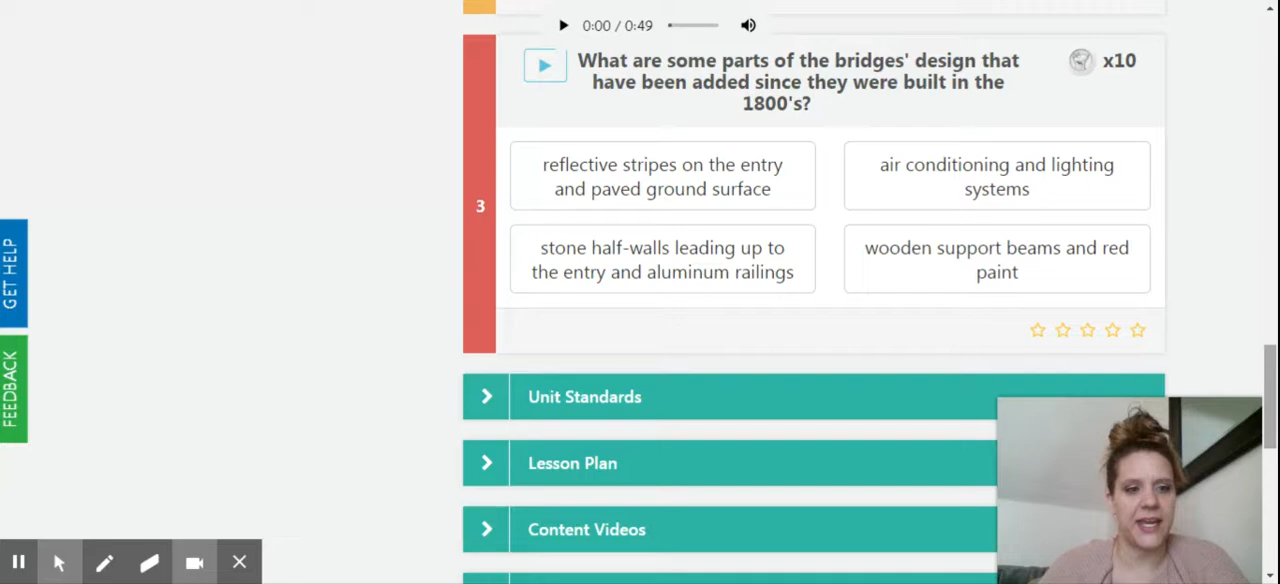 0:00 / 0:49
What are some parts of the bridges' design that
have been added since they were built in the
1800's?
x10
3
reflective stripes on the entry
and paved ground surface
air conditioning and lighting
systems
stone half-walls leading up to
the entry and aluminum railings
wooden support beams and red
paint
Unit Standards
Lesson Plan
Content Videos
GET HELP
FEEDBACK